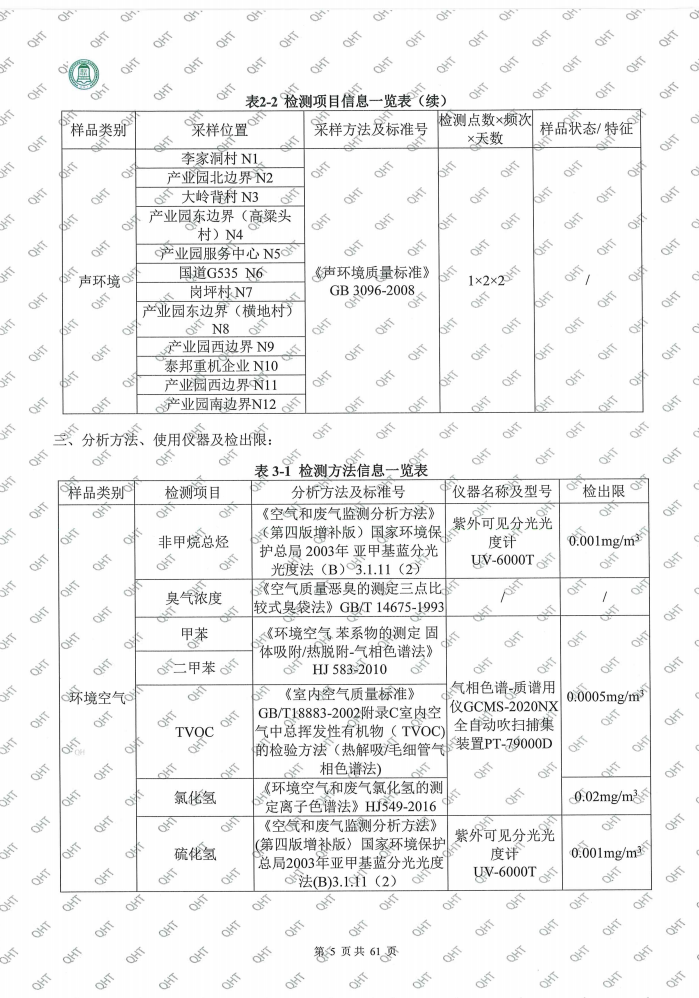 表2-2 检测项目信息一览表（续）
样品类别
采样位置
采样方法及标准号
检测点数×频次
×天数
样品状态/ 特征
声环境
李家洞村 N1
产业园北边界 N2
大岭背村 N3
产业园东边界（高粱头
村）N4
产业园服务中心 N5
国道G535 N6
岗坪村 N7
产业园东边界（横地村）
N8
产业园西边界 N9
泰邦重机企业 N10
产业园西边界 N11
产业园南边界N12
《声环境质量标准》
GB 3096-2008
1×2×2
/
三、分析方法、使用仪器及检出限：
表 3-1 检测方法信息一览表
样品类别
检测项目
分析方法及标准号
仪器名称及型号
检出限
环境空气
非甲烷总烃
《空气和废气监测分析方法》
（第四版增补版）国家环境保
护总局 2003年 亚甲基蓝分光
光度法（B） 3.1.11（2）
紫外可见分光光
度计
UV-6000T
0.001mg/m³
臭气浓度
《空气质量恶臭的测定三点比
较式臭袋法》GB/T 14675-1993
/
/
甲苯
二甲苯
《环境空气 苯系物的测定 固
体吸附/热脱附-气相色谱法》
HJ 583-2010
TVOC
《室内空气质量标准》
GB/T18883-2002附录C室内空
气中总挥发性有机物（ TVOC)
的检验方法（热解吸/毛细管气
相色谱法)
气相色谱-质谱用
仪GCMS-2020NX
全自动吹扫捕集
装置PT-79000D
0.0005mg/m³
氯化氢
《环境空气和废气氯化氢的测
定离子色谱法》HJ549-2016
0.02mg/m³
硫化氢
《空气和废气监测分析方法》
(第四版增补版） 国家环境保护
总局2003年亚甲基蓝分光光度
法(B)3.1.11（2）
紫外可见分光光
度计
UV-6000T
0.001mg/m³
第 5 页 共 61 页
QHT